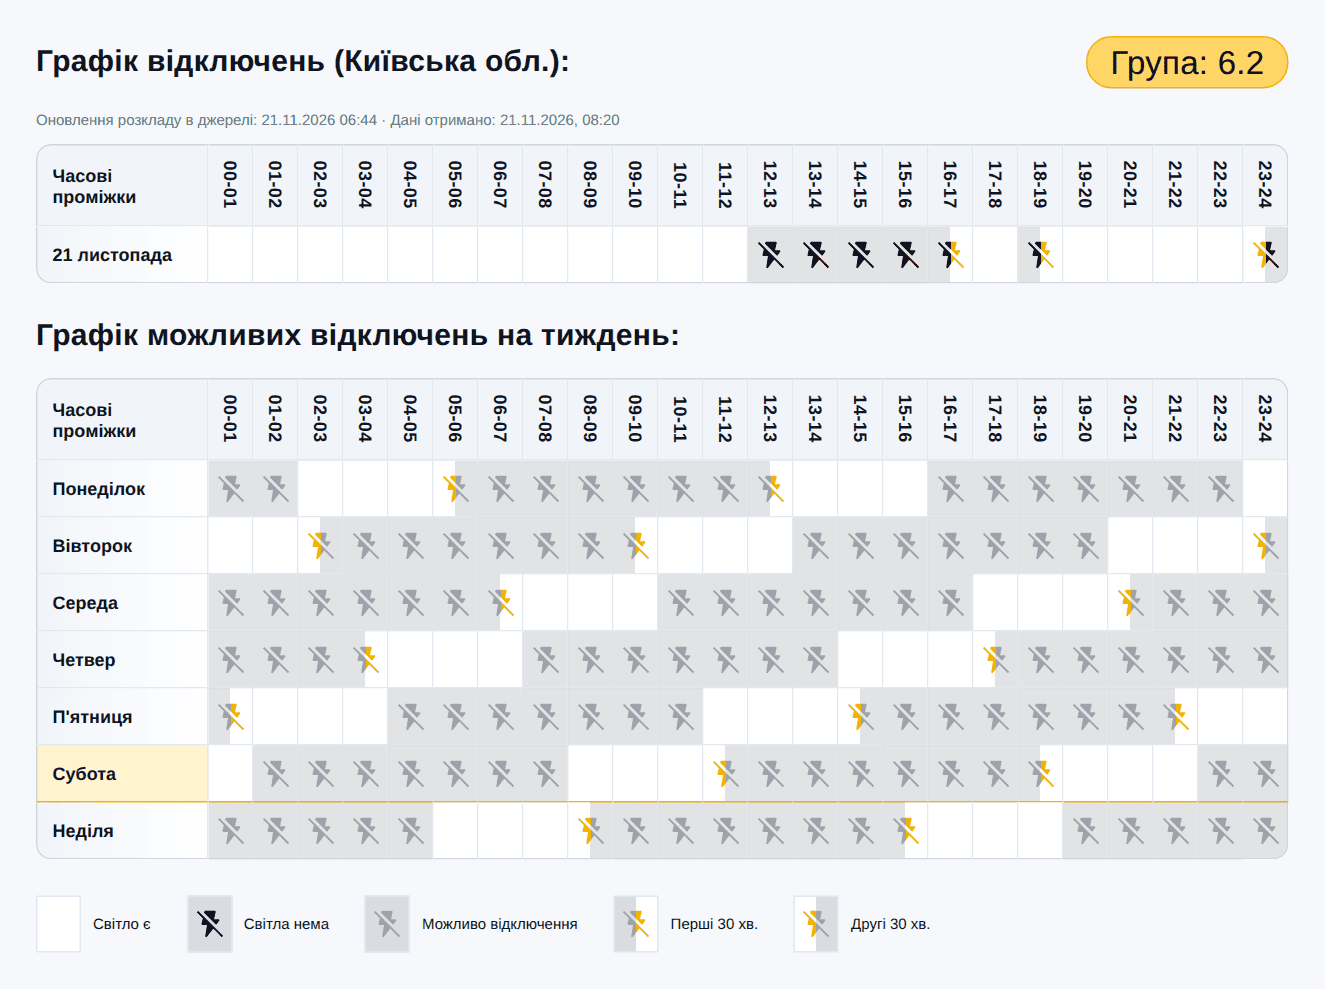 Графік відключень (Київська обл.):
Група: 6.2
Оновлення розкладу в джерелі: 21.11.2026 06:44 · Дані отримано: 21.11.2026, 08:20
Часові
проміжки
00-01 01-02 02-03 03-04 04-05 05-06 06-07 07-08 08-09 09-10 10-11 11-12 12-13 13-14 14-15 15-16 16-17 17-18 18-19 19-20 20-21 21-22 22-23 23-24
21 листопада
Графік можливих відключень на тиждень:
Часові
проміжки
00-01 01-02 02-03 03-04 04-05 05-06 06-07 07-08 08-09 09-10 10-11 11-12 12-13 13-14 14-15 15-16 16-17 17-18 18-19 19-20 20-21 21-22 22-23 23-24
Понеділок
Вівторок
Середа
Четвер
П'ятниця
Субота
Неділя
Світло є
Світла нема
Можливо відключення
Перші 30 хв.
Другі 30 хв.